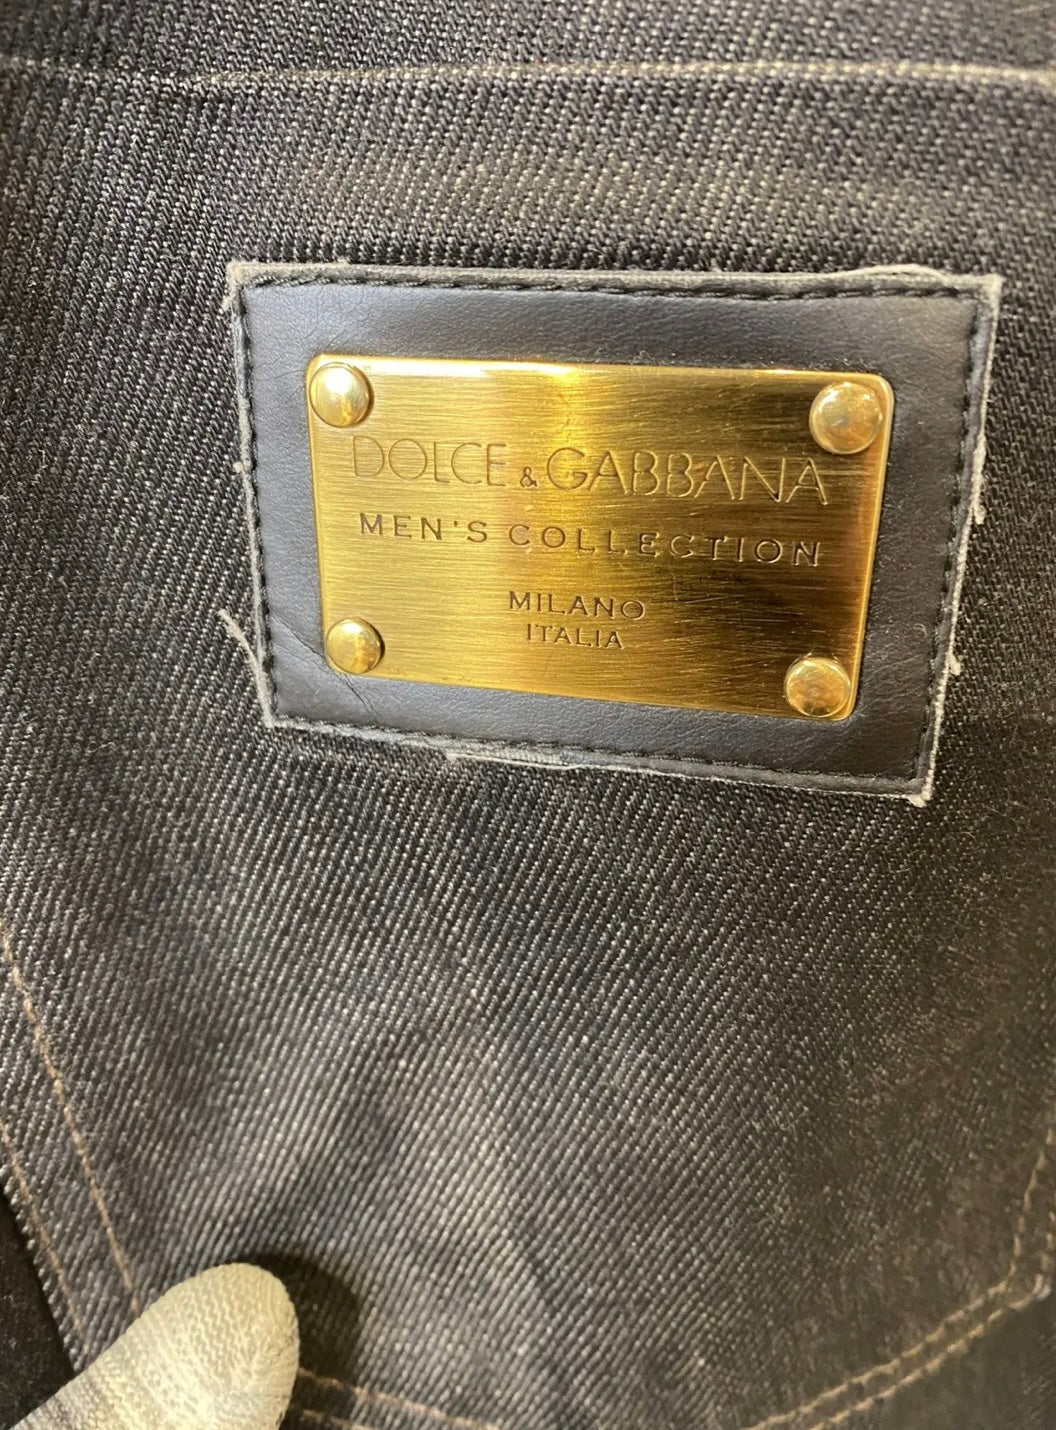 DOLCE & GABBANA
MEN'S COLLECTION
MILANO
ITALIA